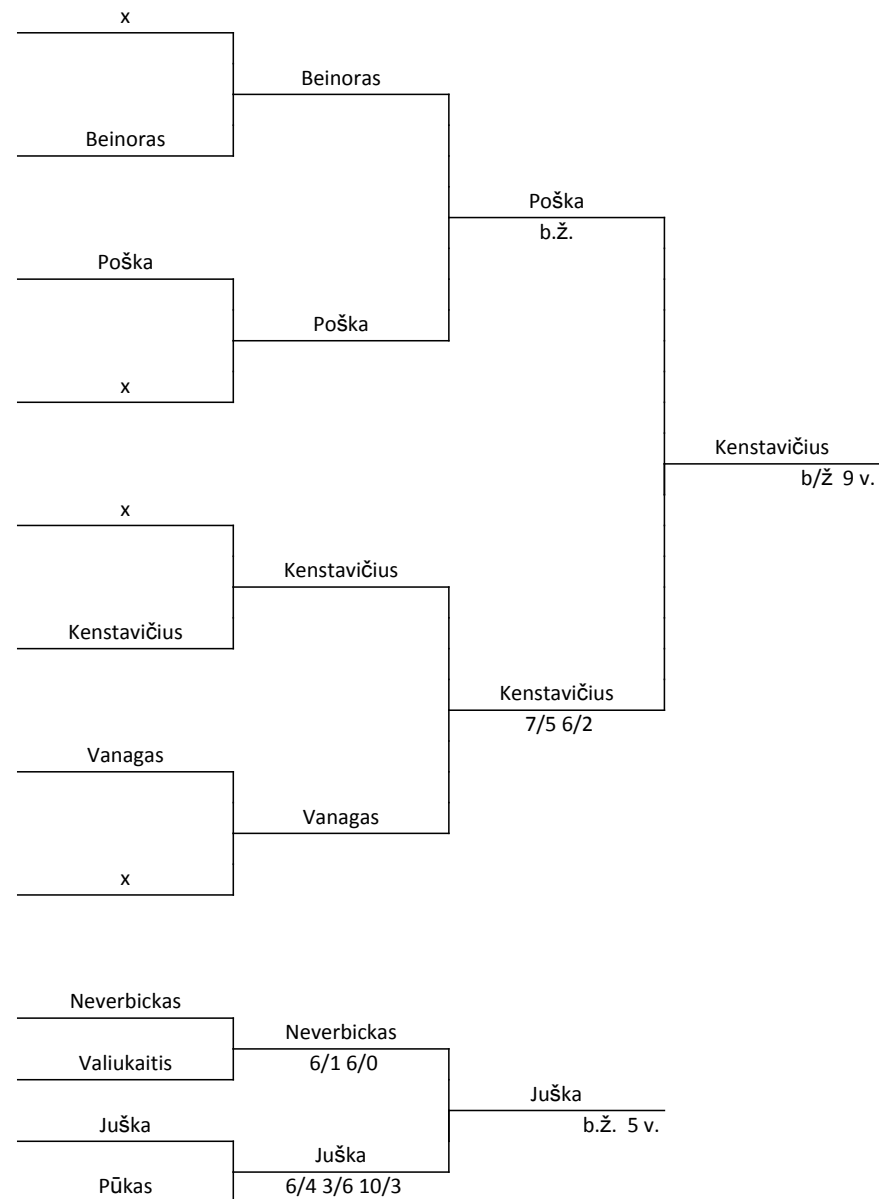 x
Beinoras
Beinoras
Poška
b.ž.
Poška
Poška
x
Kenstavičius
b/ž 9 v.
x
Kenstavičius
Kenstavičius
Kenstavičius
7/5 6/2
Vanagas
Vanagas
x
Neverbickas
Neverbickas
Valiukaitis
6/1 6/0
Juška
Juška
b.ž. 5 v.
Juška
Pūkas
6/4 3/6 10/3